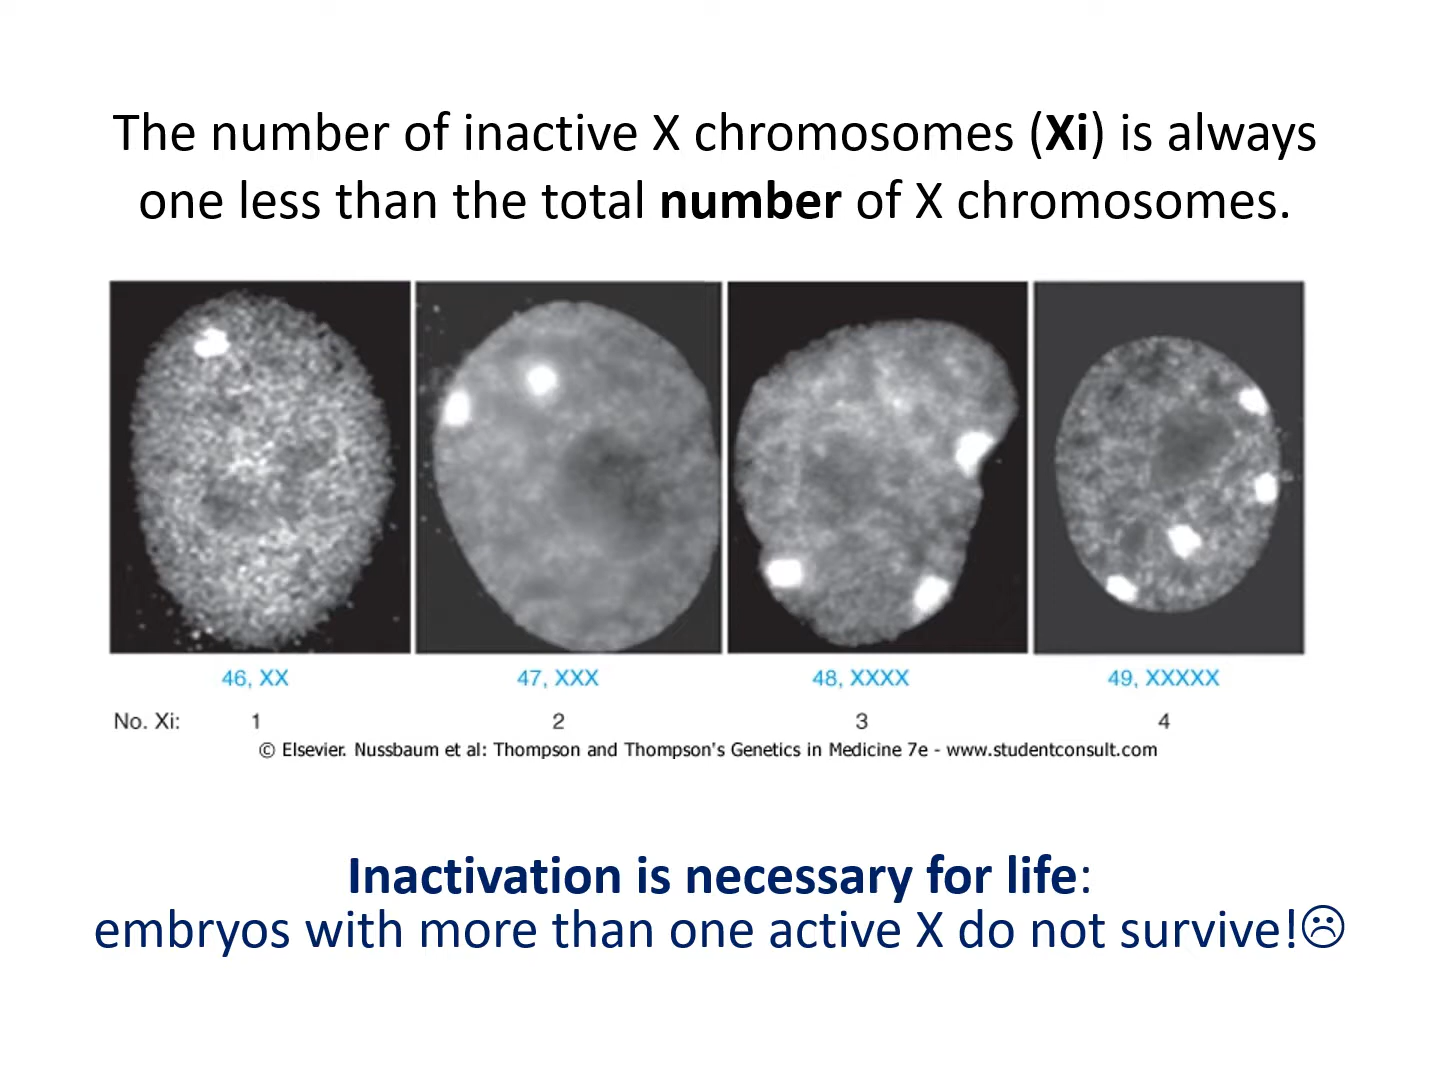 The number of inactive X chromosomes (Xi) is always
one less than the total number of X chromosomes.
46, XX 47, XXX 48, XXXX 49, XXXXX
No. Xi: 1 2 3 4
© Elsevier. Nussbaum et al: Thompson and Thompson's Genetics in Medicine 7e - www.studentconsult.com
Inactivation is necessary for life:
embryos with more than one active X do not survive!☹